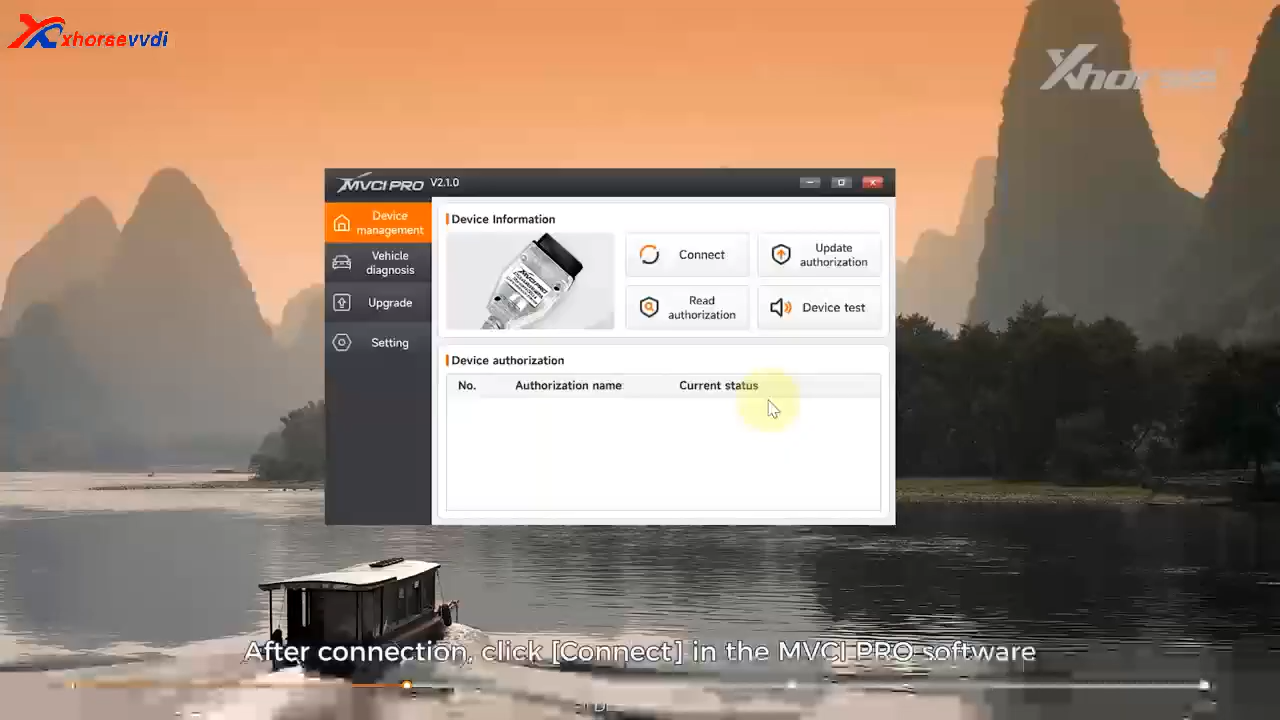 xhorsevvdi
Xhorse
MVCI PRO V2.1.0
Device
management
Vehicle
diagnosis
Upgrade
Setting
Device Information
Connect
Update
authorization
Read
authorization
Device test
Device authorization
No. Authorization name Current status
After connection, click [Connect] in the MVCI PRO software